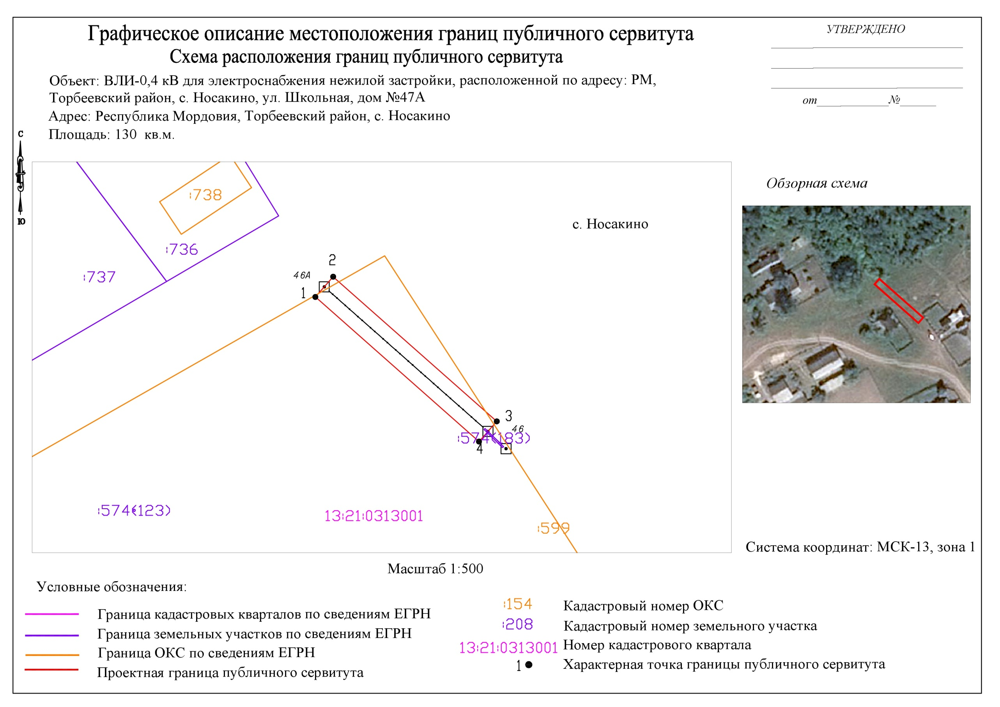 Графическое описание местоположения границ публичного сервитута
Схема расположения границ публичного сервитута
УТВЕРЖДЕНО
от №
Объект: ВЛИ-0,4 кВ для электроснабжения нежилой застройки, расположенной по адресу: РМ,
Торбеевский район, с. Носакино, ул. Школьная, дом №47А
Адрес: Республика Мордовия, Торбеевский район, с. Носакино
Площадь: 130 кв.м.
С
Ю
:738
:736
:737
с. Носакино
2
46А
1
3
46
:574(183)
4
:574(123)
13:21:0313001
:599
Обзорная схема
Система координат: МСК-13, зона 1
Масштаб 1:500
Условные обозначения:
Граница кадастровых кварталов по сведениям ЕГРН
Граница земельных участков по сведениям ЕГРН
Граница ОКС по сведениям ЕГРН
Проектная граница публичного сервитута
:154 Кадастровый номер ОКС
:208 Кадастровый номер земельного участка
13:21:0313001 Номер кадастрового квартала
1 Характерная точка границы публичного сервитута